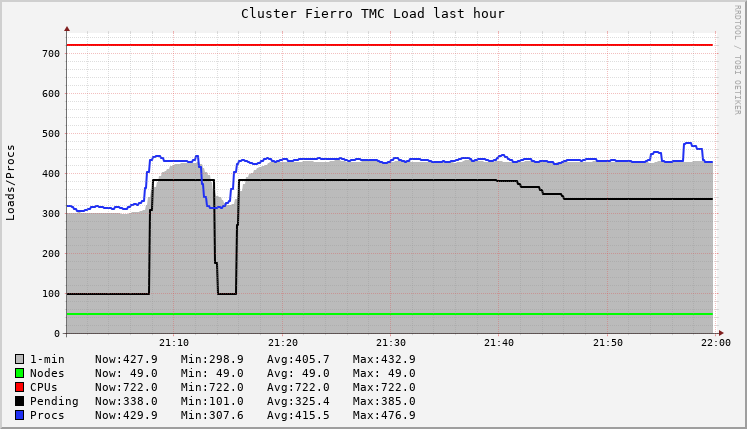 Cluster Fierro TMC Load last hour
RRDTOOL / TOBI OETIKER
Loads/Procs
700
600
500
400
300
200
100
0
21:10 21:20 21:30 21:40 21:50 22:00
1-min Now:427.9 Min:298.9 Avg:405.7 Max:432.9
Nodes Now: 49.0 Min: 49.0 Avg: 49.0 Max: 49.0
CPUs Now:722.0 Min:722.0 Avg:722.0 Max:722.0
Pending Now:338.0 Min:101.0 Avg:325.4 Max:385.0
Procs Now:429.9 Min:307.6 Avg:415.5 Max:476.9